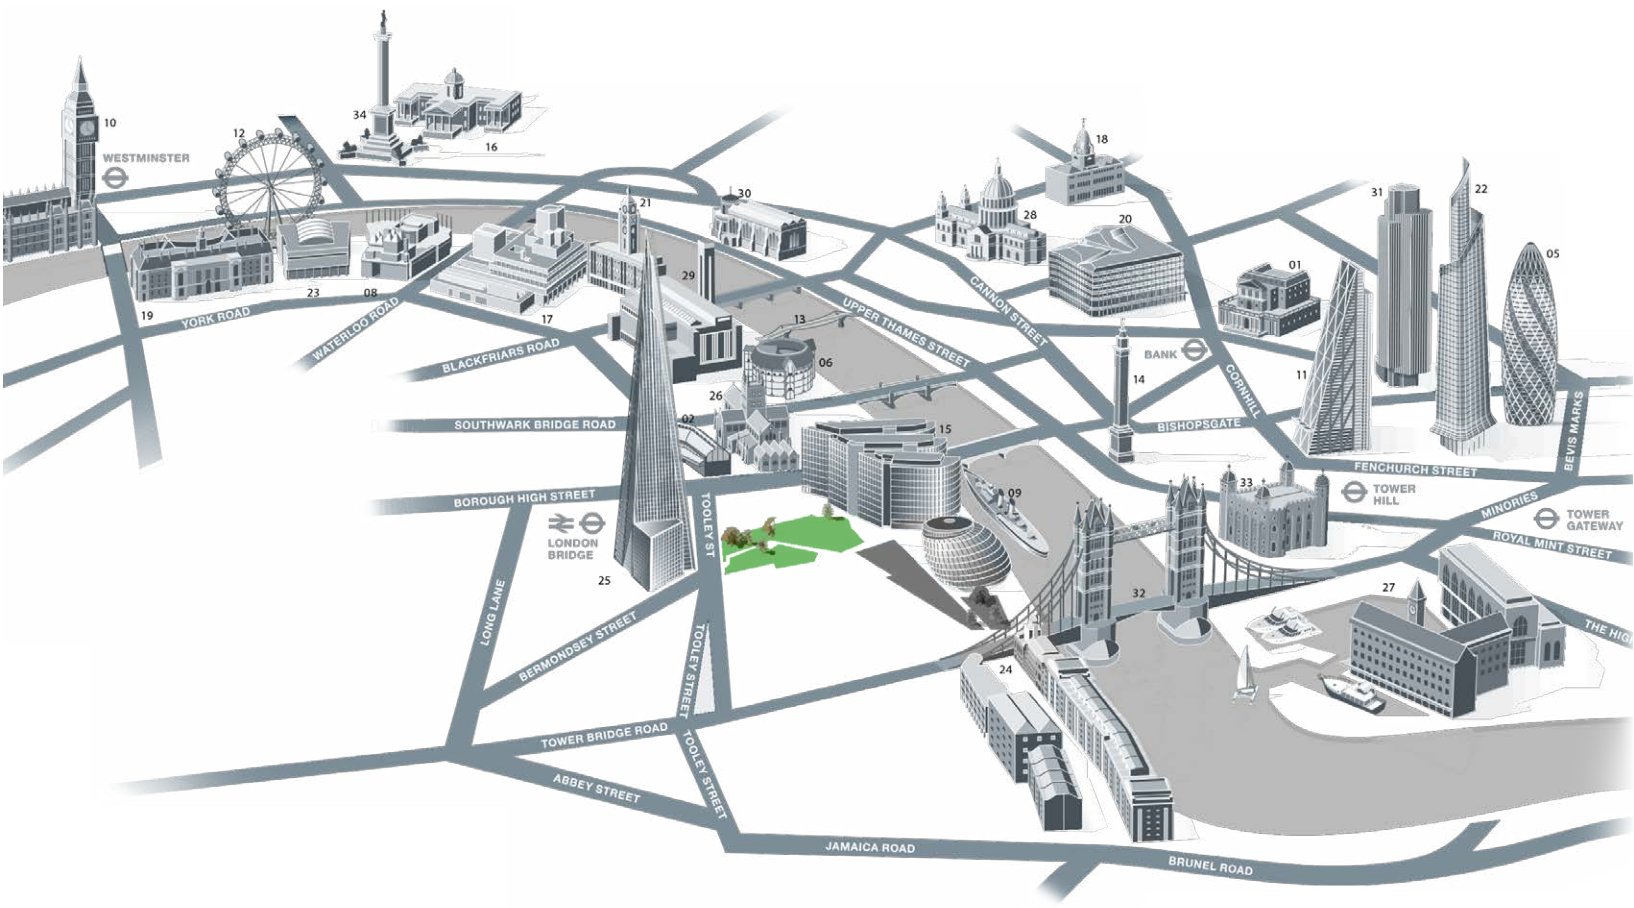 10
WESTMINSTER
12
34
16
18
30
21
28
20
31
22
05
01
29
23
08
19
YORK ROAD
WATERLOO ROAD
17
BLACKFRIARS ROAD
13
06
UPPER THAMES STREET
CANNON STREET
BANK
14
11
CORNHILL
26
02
15
SOUTHWARK BRIDGE ROAD
BISHOPSGATE
BEVIS MARKS
FENCHURCH STREET
BOROUGH HIGH STREET
09
33
TOWER
HILL
MINORIES
TOWER
GATEWAY
ROYAL MINT STREET
LONDON
BRIDGE
TOOLEY ST
25
32
27
THE HIG
LONG LANE
BERMONDSEY STREET
TOOLEY STREET
24
TOWER BRIDGE ROAD
TOOLEY STREET
ABBEY STREET
JAMAICA ROAD
BRUNEL ROAD